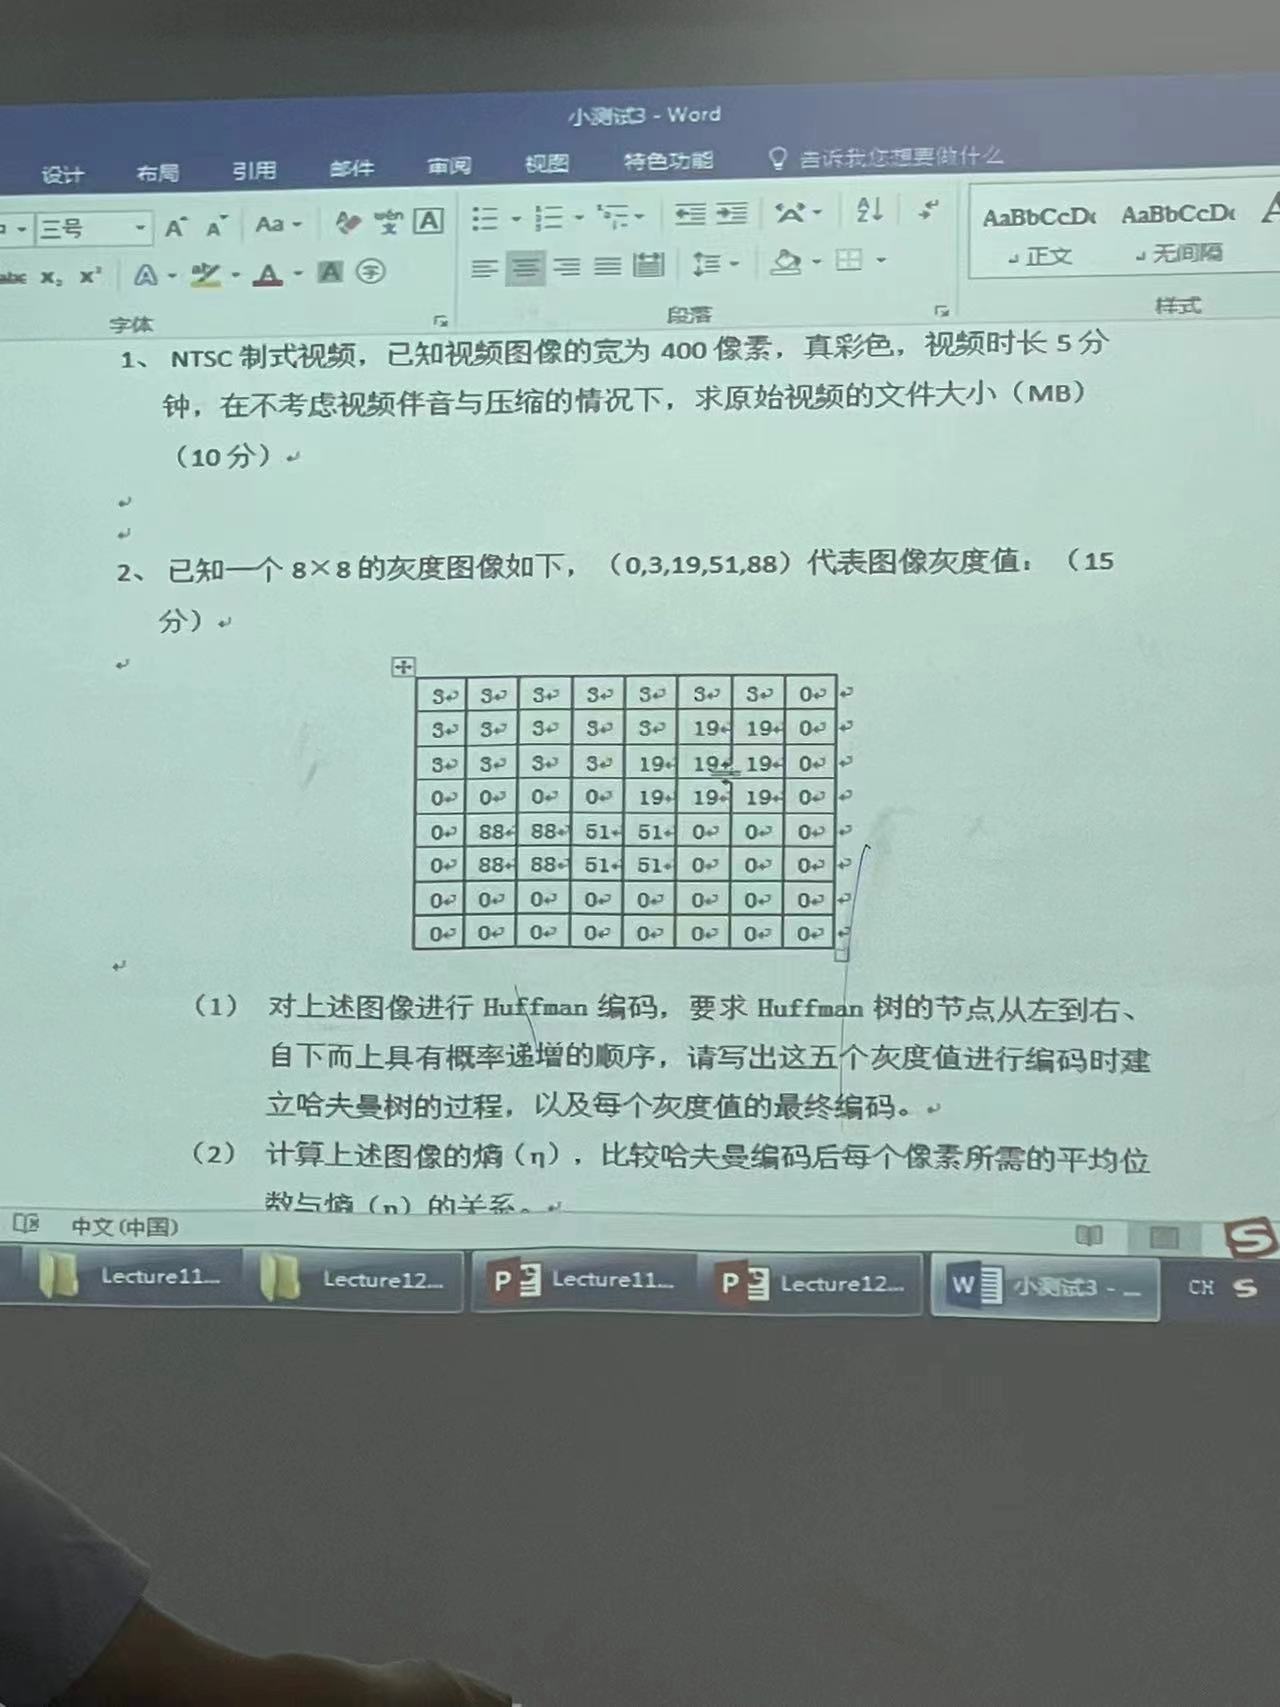 小测试3 - Word
设计 布局 引用 邮件 审阅 视图 特色功能 告诉我您想要做什么
三号 Aa wén 文 A AaBbCcDc AaBbCcDc
abc X₂ X² A aby A A 字 正文 无间隔
字体 段落 样式
1、 NTSC 制式视频，已知视频图像的宽为 400 像素，真彩色，视频时长 5 分
钟，在不考虑视频伴音与压缩的情况下，求原始视频的文件大小（MB）
（10 分）
2、 已知一个 8×8 的灰度图像如下，（0,3,19,51,88）代表图像灰度值：（15
分）
3 3 3 3 3 3 3 0
3 3 3 3 3 19 19 0
3 3 3 3 19 19 19 0
0 0 0 0 19 19 19 0
0 88 88 51 51 0 0 0
0 88 88 51 51 0 0 0
0 0 0 0 0 0 0 0
0 0 0 0 0 0 0 0
（1） 对上述图像进行 Huffman 编码，要求 Huffman 树的节点从左到右、
自下而上具有概率递增的顺序，请写出这五个灰度值进行编码时建
立哈夫曼树的过程，以及每个灰度值的最终编码。
（2） 计算上述图像的熵（η），比较哈夫曼编码后每个像素所需的平均位
数与熵（η）的关系。
中文(中国)
Lecture11... Lecture12... Lecture11... Lecture12... 小测试3 - ... CH S